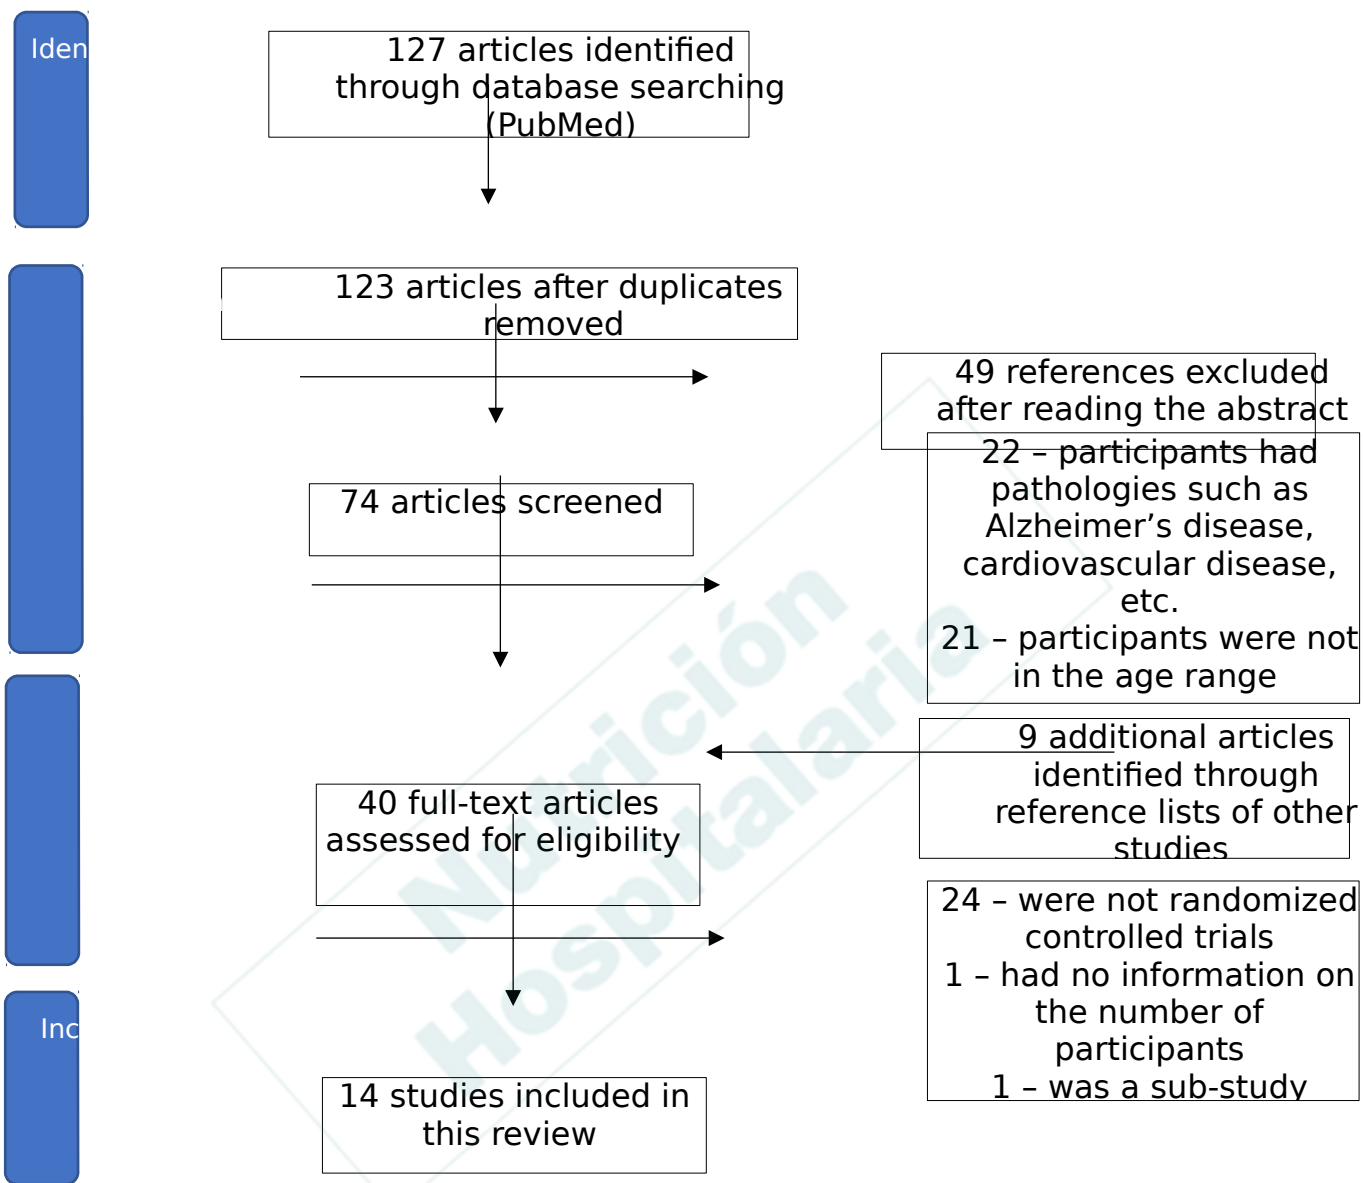 Iden
127 articles identified
through database searching
(PubMed)
123 articles after duplicates
removed
49 references excluded
after reading the abstract
74 articles screened
22 – participants had
pathologies such as
Alzheimer’s disease,
cardiovascular disease,
etc.
21 – participants were not
in the age range
9 additional articles
identified through
reference lists of other
studies
40 full-text articles
assessed for eligibility
24 – were not randomized
controlled trials
1 – had no information on
the number of
participants
1 – was a sub-study
Inc
14 studies included in
this review
Nutrición
Hospitalaria